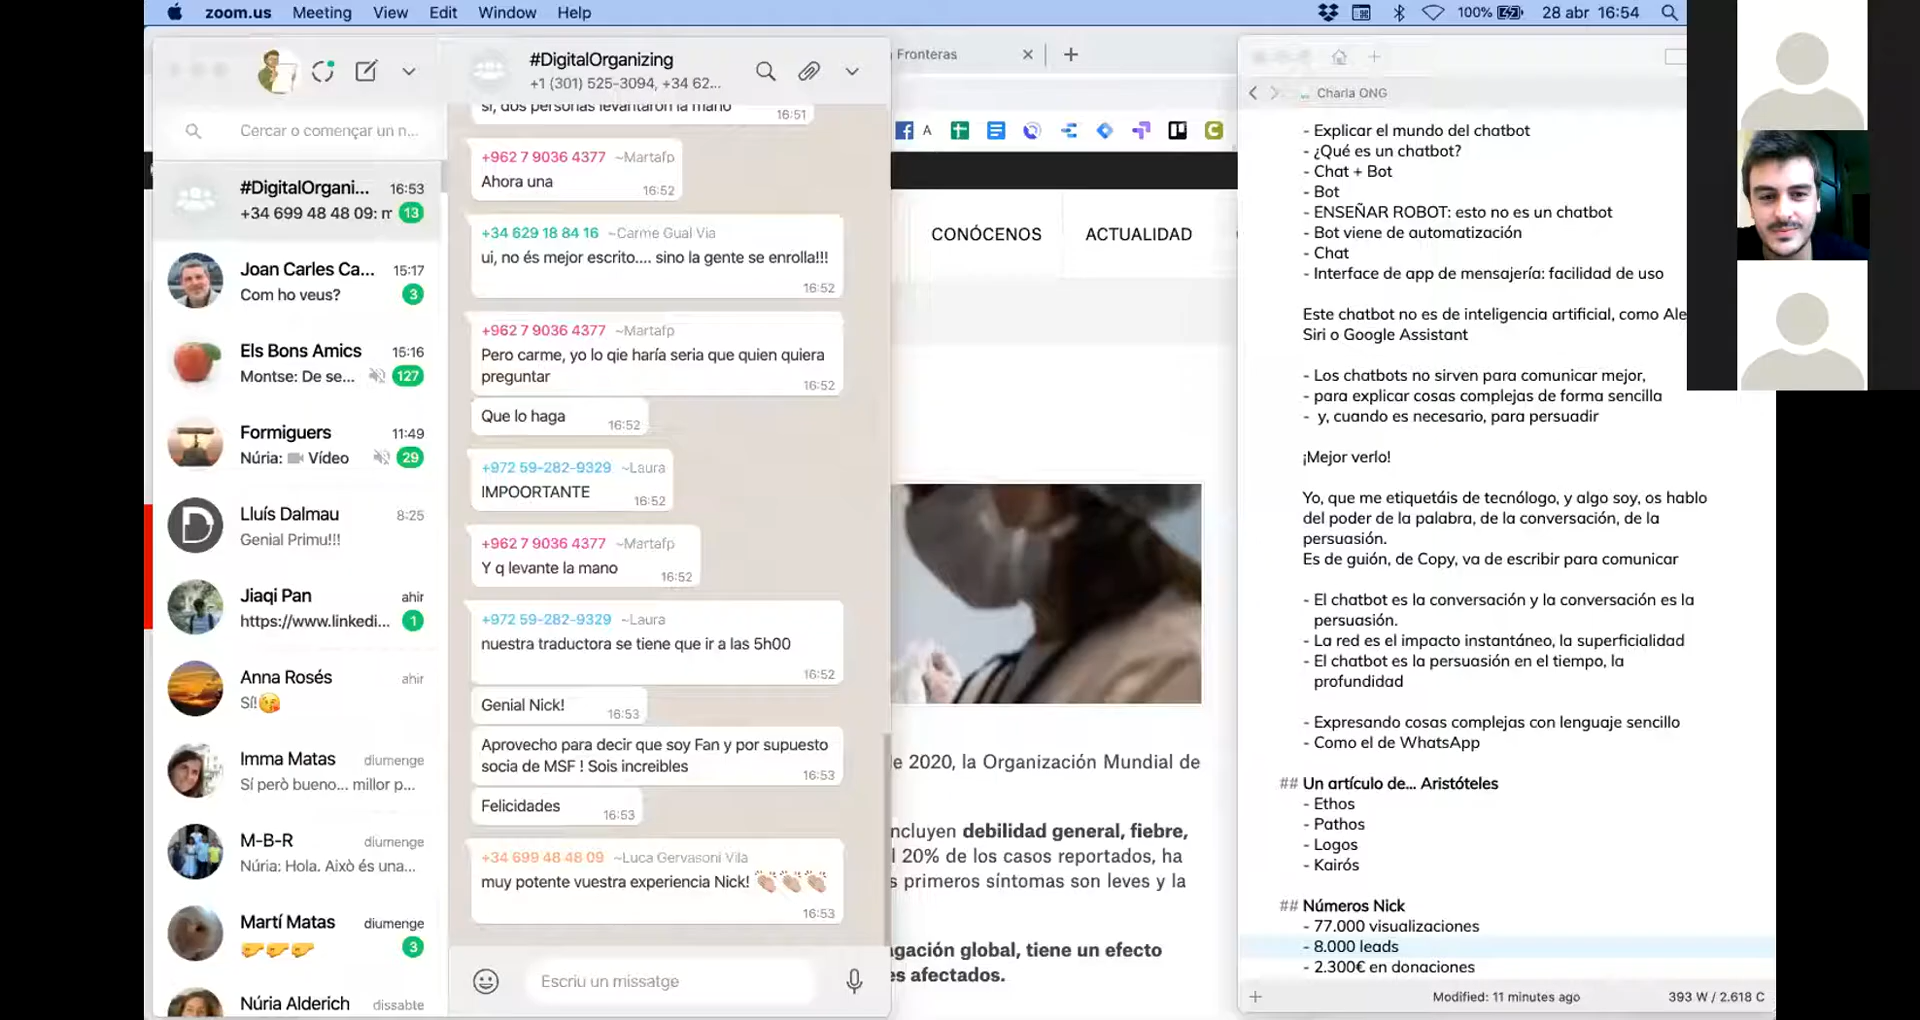 zoom.us Meeting View Edit Window Help
100% 28 abr 16:54
Cercar o començar un n...
#DigitalOrgani... 16:53
+34 699 48 48 09: m 13
Joan Carles Ca... 15:17
Com ho veus? 3
Els Bons Amics 15:16
Montse: De se... 127
Formiguers 11:49
Núria: Vídeo 29
Lluís Dalmau 8:25
Genial Primu!!!
Jiaqi Pan ahir
https://www.linkedi... 1
Anna Rosés ahir
Sí!😘
Imma Matas diumenge
Sí però bueno... millor p...
M-B-R diumenge
Núria: Hola. Això és una...
Martí Matas diumenge
🤛🤛🤛 3
Núria Alderich dissabte
#DigitalOrganizing
+1 (301) 525-3094, +34 62...
si, dos personas levantaron la mano
16:51
+962 7 9036 4377 ~Martafp
Ahora una
16:52
+34 629 18 84 16 ~Carme Gual Via
ui, no és mejor escrito.... sino la gente se enrolla!!!
16:52
+962 7 9036 4377 ~Martafp
Pero carme, yo lo qie haría seria que quien quiera
preguntar
16:52
Que lo haga
16:52
+972 59-282-9329 ~Laura
IMPOORTANTE
16:52
+962 7 9036 4377 ~Martafp
Y q levante la mano
16:52
+972 59-282-9329 ~Laura
nuestra traductora se tiene que ir a las 5h00
16:52
Genial Nick!
16:53
Aprovecho para decir que soy Fan y por supuesto
socia de MSF ! Sois increibles
16:53
Felicidades
16:53
+34 699 48 48 09 ~Luca Gervasoni Vila
muy potente vuestra experiencia Nick! 👏🏼👏🏼👏🏼
16:53
Escriu un missatge
Fronteras
A
CONÓCENOS ACTUALIDAD
e 2020, la Organización Mundial de
ncluyen debilidad general, fiebre,
l 20% de los casos reportados, ha
s primeros síntomas son leves y la
agación global, tiene un efecto
es afectados.
Charla ONG
- Explicar el mundo del chatbot
- ¿Qué es un chatbot?
- Chat + Bot
- Bot
- ENSEÑAR ROBOT: esto no es un chatbot
- Bot viene de automatización
- Chat
- Interface de app de mensajería: facilidad de uso
Este chatbot no es de inteligencia artificial, como Ale
Siri o Google Assistant
- Los chatbots no sirven para comunicar mejor,
- para explicar cosas complejas de forma sencilla
- y, cuando es necesario, para persuadir
¡Mejor verlo!
Yo, que me etiquetáis de tecnólogo, y algo soy, os hablo
del poder de la palabra, de la conversación, de la
persuasión.
Es de guión, de Copy, va de escribir para comunicar
- El chatbot es la conversación y la conversación es la
persuasión.
- La red es el impacto instantáneo, la superficialidad
- El chatbot es la persuasión en el tiempo, la
profundidad
- Expresando cosas complejas con lenguaje sencillo
- Como el de WhatsApp
## Un artículo de... Aristóteles
- Ethos
- Pathos
- Logos
- Kairós
## Números Nick
- 77.000 visualizaciones
- 8.000 leads
- 2.300€ en donaciones
Modified: 11 minutes ago 393 W / 2.618 C